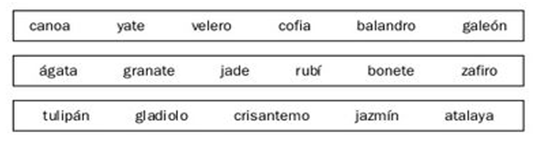 canoa yate velero cofia balandro galeón
ágata granate jade rubí bonete zafiro
tulipán gladiolo crisantemo jazmín atalaya